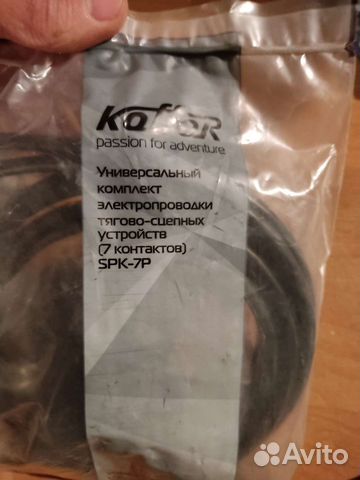 Koffer
passion for adventure
Универсальный
комплект
электропроводки
тягово-сцепных
устройств
(7 контактов)
SPK-7P
Avito